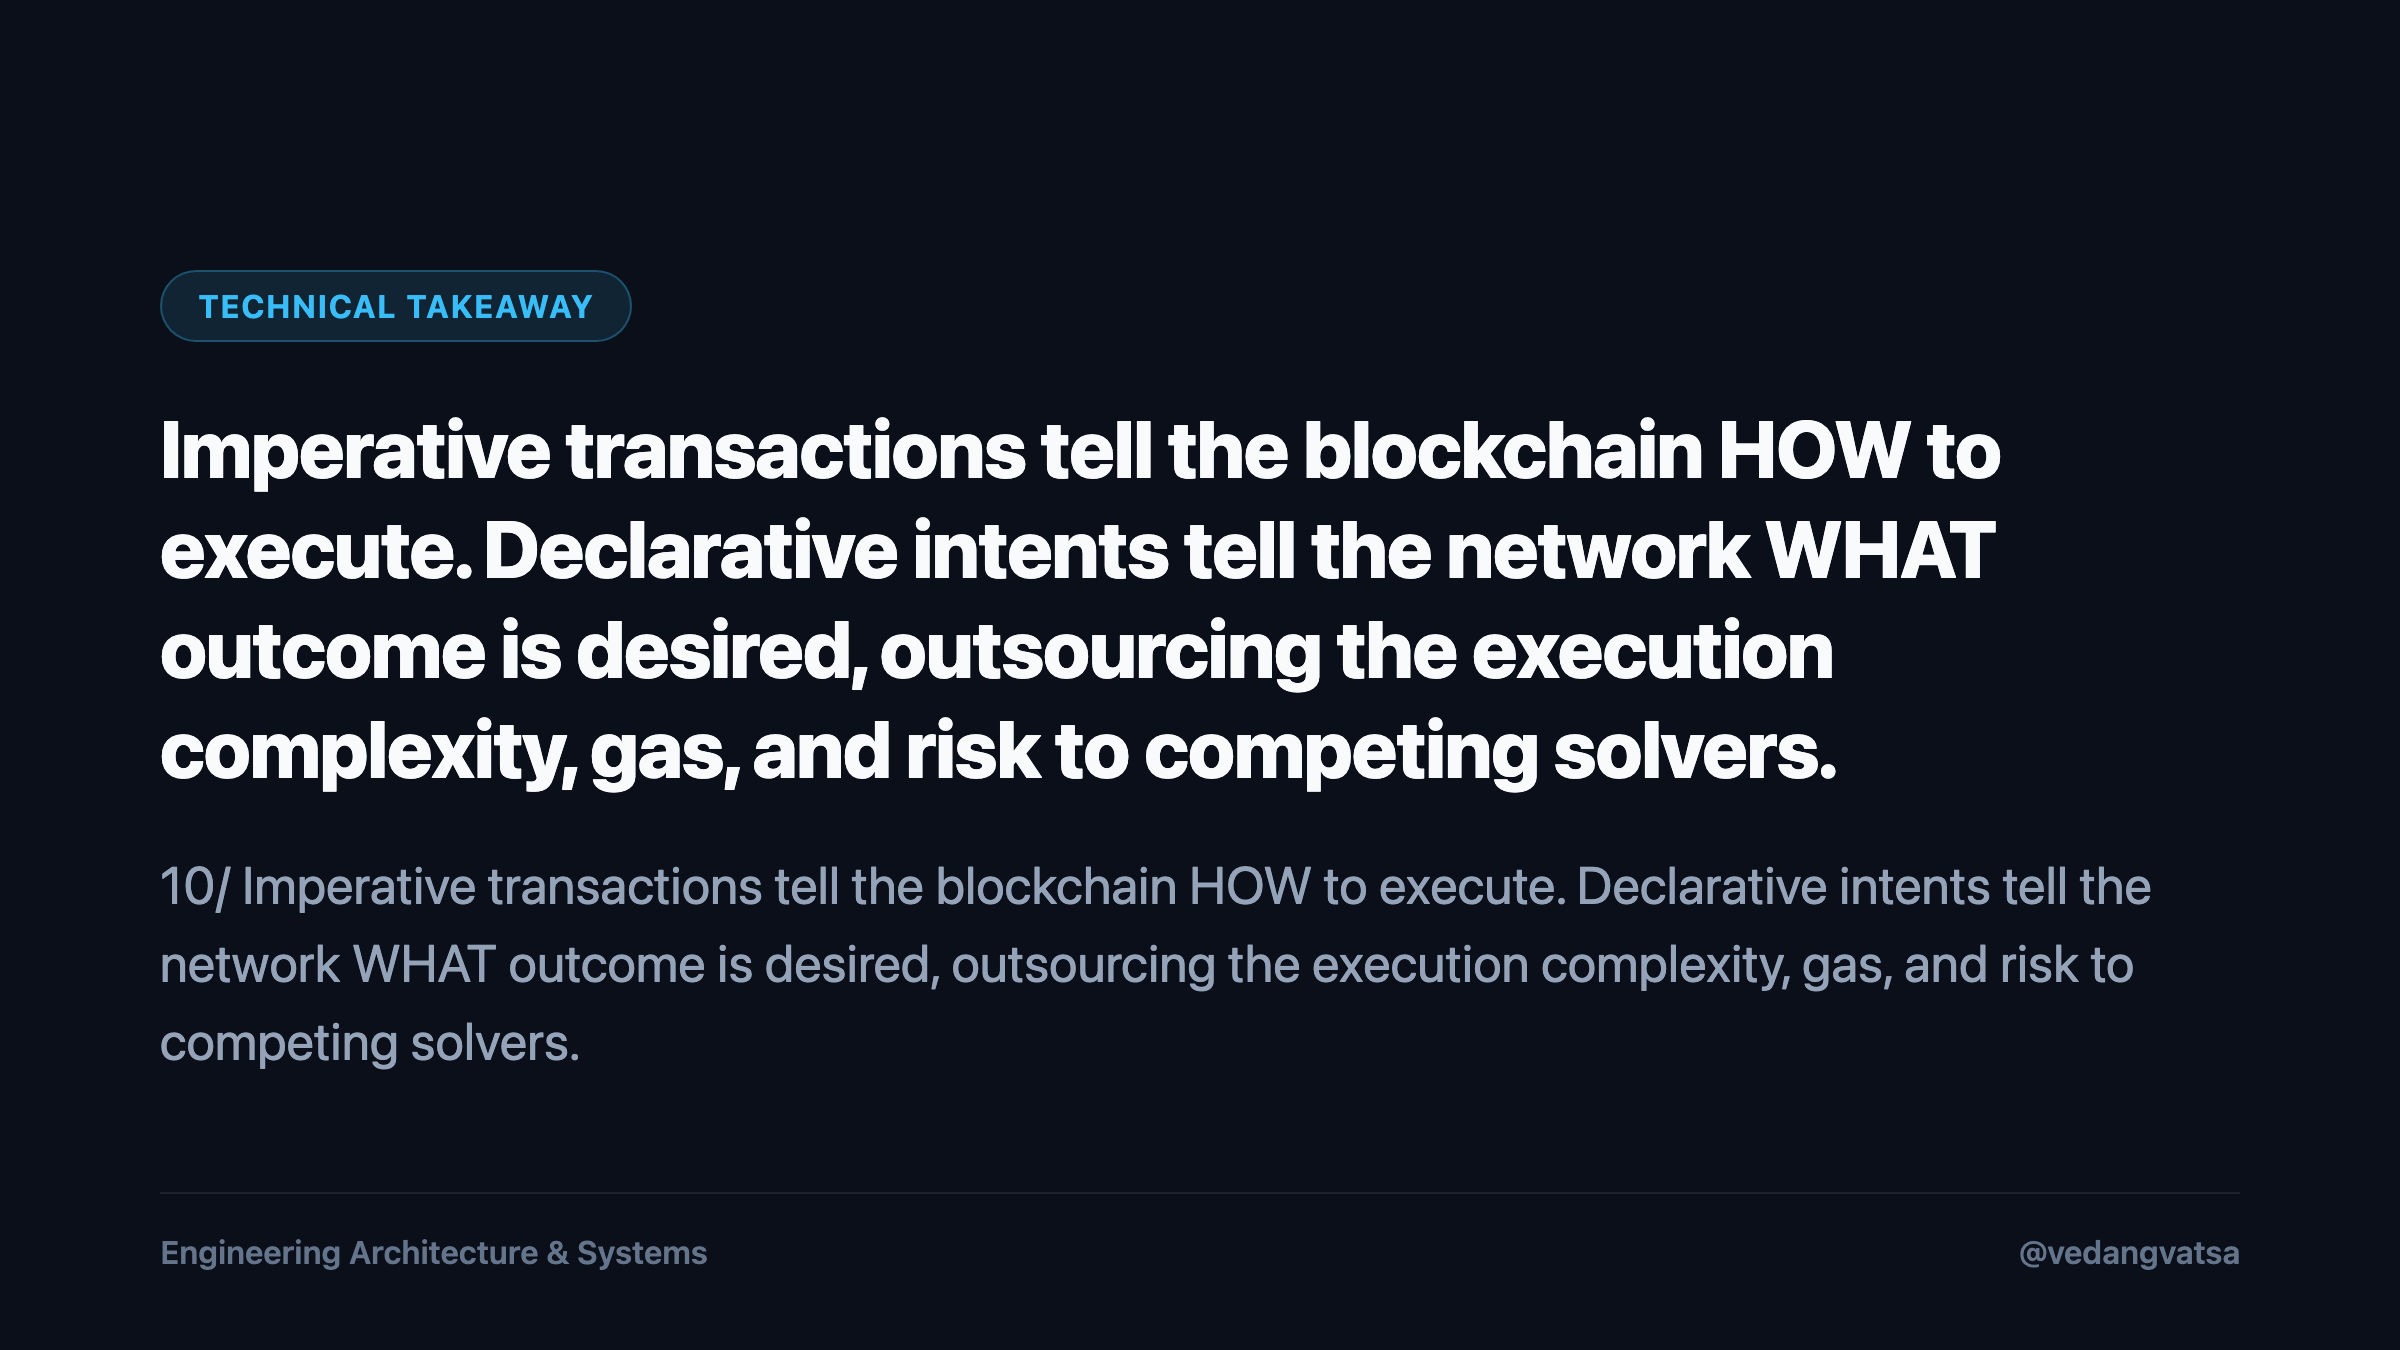 TECHNICAL TAKEAWAY
Imperative transactions tell the blockchain HOW to
execute. Declarative intents tell the network WHAT
outcome is desired, outsourcing the execution
complexity, gas, and risk to competing solvers.
10/ Imperative transactions tell the blockchain HOW to execute. Declarative intents tell the
network WHAT outcome is desired, outsourcing the execution complexity, gas, and risk to
competing solvers.
Engineering Architecture & Systems
@vedangvatsa